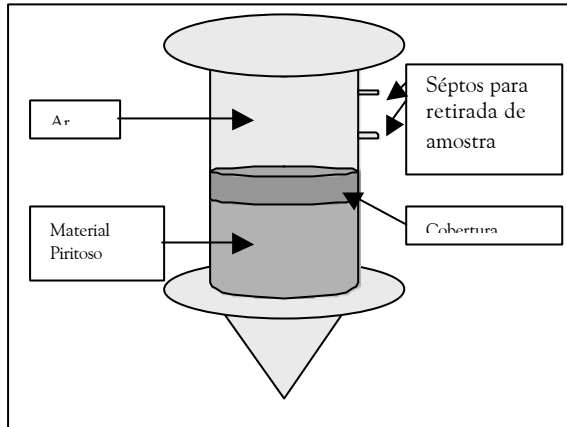 Séptos para
retirada de
amostra
Ar
Material
Piritoso
Cobertura